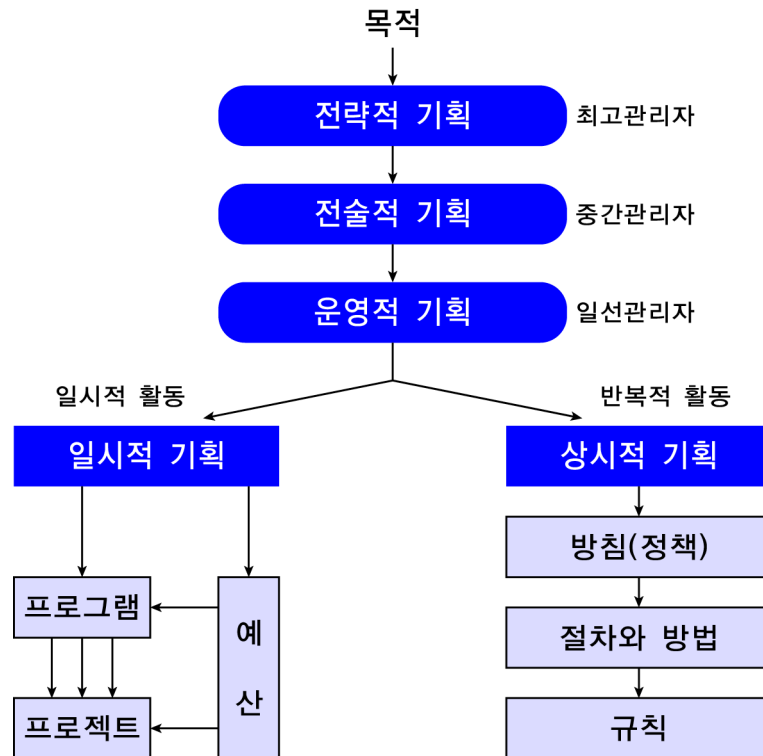 목적
전략적 기획
최고관리자
전술적 기획
중간관리자
운영적 기획
일선관리자
일시적 활동
반복적 활동
일시적 기획
상시적 기획
방침(정책)
프로그램
예
산
절차와 방법
프로젝트
규칙